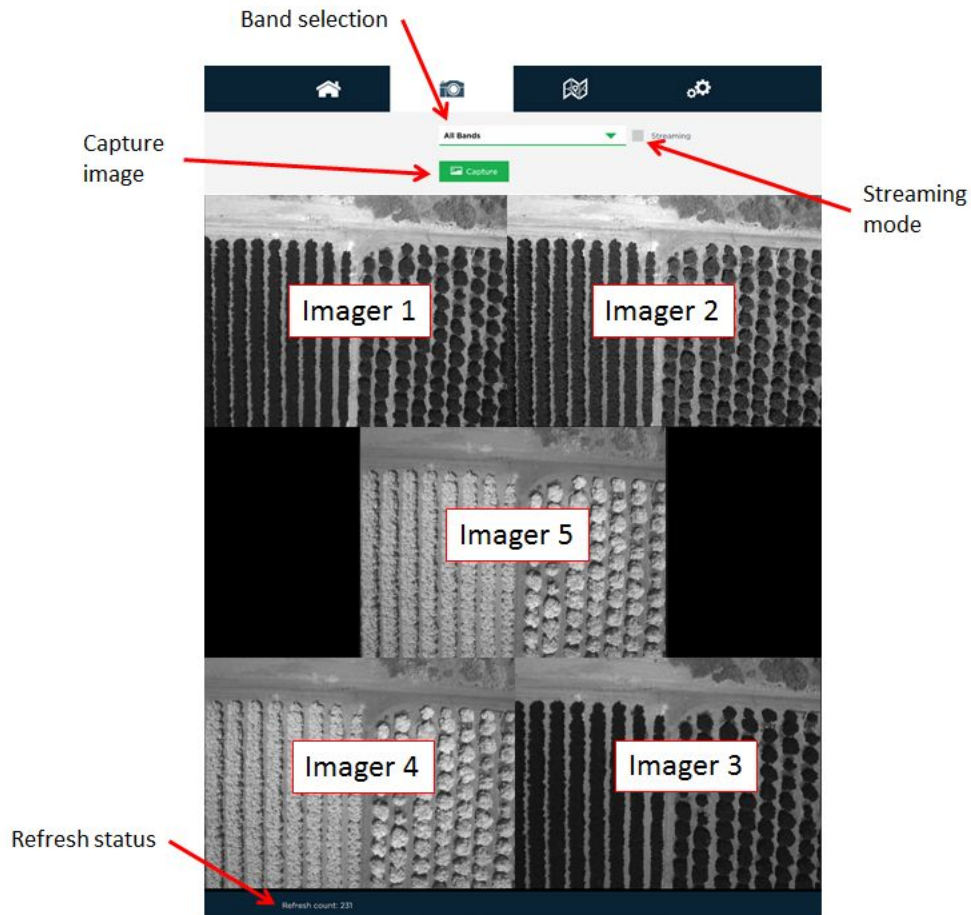 Band selection
All Bands
Streaming
Capture
image
Capture
Streaming
mode
Imager 1
Imager 2
Imager 5
Imager 4
Imager 3
Refresh status
Refresh count: 231